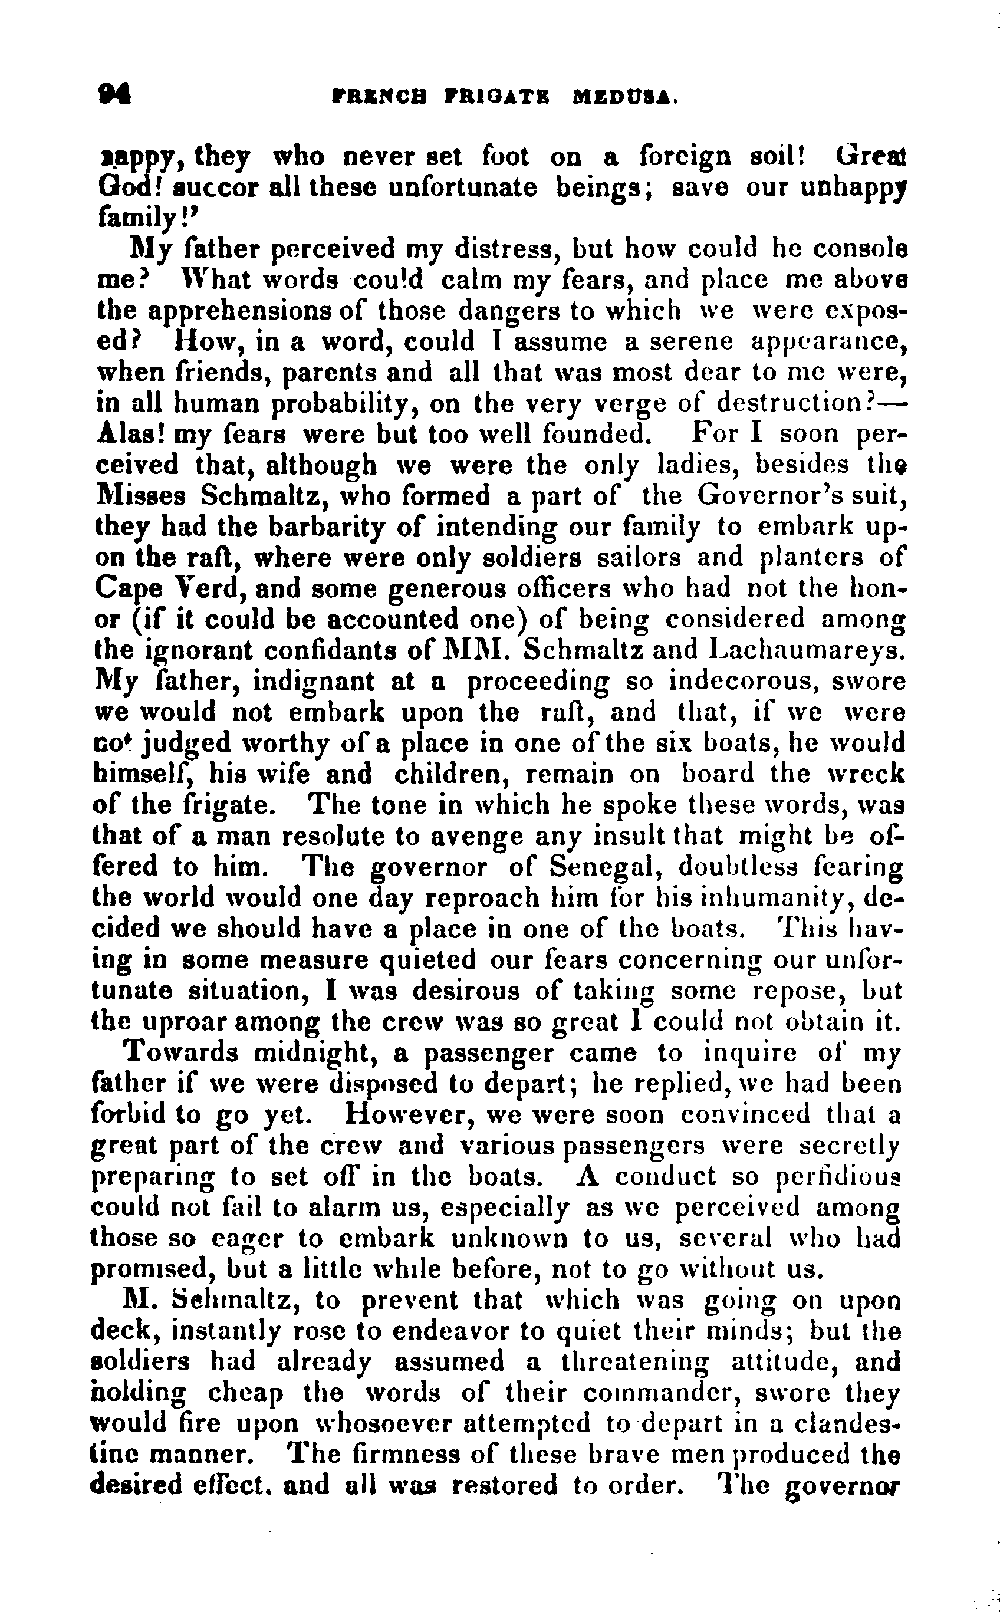 94 FRENCH FRIGATE MEDUSA.
happy, they who never set foot on a foreign soil! Great
God! succor all these unfortunate beings; save our unhappy
family!'
My father perceived my distress, but how could he console
me? What words could calm my fears, and place me above
the apprehensions of those dangers to which we were expos-
ed? How, in a word, could I assume a serene appearance,
when friends, parents and all that was most dear to me were,
in all human probability, on the very verge of destruction?—
Alas! my fears were but too well founded. For I soon per-
ceived that, although we were the only ladies, besides the
Misses Schmaltz, who formed a part of the Governor's suit,
they had the barbarity of intending our family to embark up-
on the raft, where were only soldiers sailors and planters of
Cape Verd, and some generous officers who had not the hon-
or (if it could be accounted one) of being considered among
the ignorant confidants of MM. Schmaltz and Lachaumareys.
My father, indignant at a proceeding so indecorous, swore
we would not embark upon the raft, and that, if we were
not judged worthy of a place in one of the six boats, he would
himself, his wife and children, remain on board the wreck
of the frigate. The tone in which he spoke these words, was
that of a man resolute to avenge any insult that might be of-
fered to him. The governor of Senegal, doubtless fearing
the world would one day reproach him for his inhumanity, de-
cided we should have a place in one of the boats. This hav-
ing in some measure quieted our fears concerning our unfor-
tunate situation, I was desirous of taking some repose, but
the uproar among the crew was so great I could not obtain it.
Towards midnight, a passenger came to inquire of my
father if we were disposed to depart; he replied, we had been
forbid to go yet. However, we were soon convinced that a
great part of the crew and various passengers were secretly
preparing to set off in the boats. A conduct so perfidious
could not fail to alarm us, especially as we perceived among
those so eager to embark unknown to us, several who had
promised, but a little while before, not to go without us.
M. Schmaltz, to prevent that which was going on upon
deck, instantly rose to endeavor to quiet their minds; but the
soldiers had already assumed a threatening attitude, and
holding cheap the words of their commander, swore they
would fire upon whosoever attempted to depart in a clandes-
tine manner. The firmness of these brave men produced the
desired effect. and all was restored to order. The governor